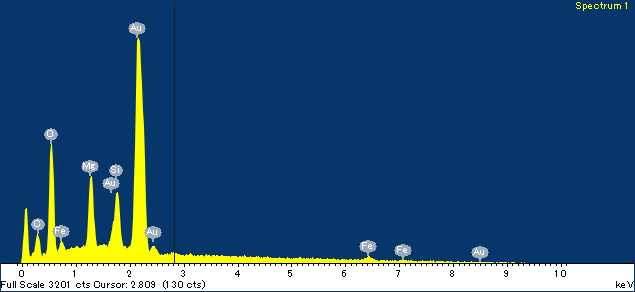 Spectrum 1
Au
O
Mg
Si
Au
C
Fe
Au
Fe
Fe
Au
0 1 2 3 4 5 6 7 8 9 10
Full Scale 3201 cts Cursor: 2.809 (130 cts) keV